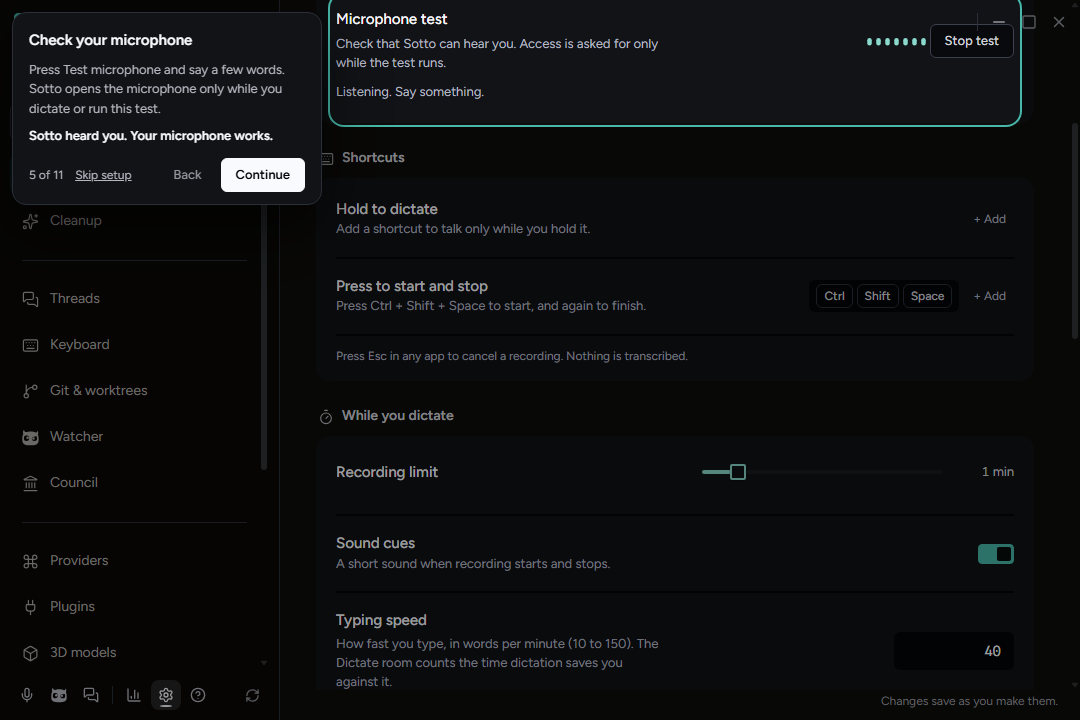 Check your microphone
Press Test microphone and say a few words.
Sotto opens the microphone only while you
dictate or run this test.
Sotto heard you. Your microphone works.
5 of 11
Skip setup
Back
Continue
Cleanup
Threads
Keyboard
Git & worktrees
Watcher
Council
Providers
Plugins
3D models
Microphone test
Check that Sotto can hear you. Access is asked for only
while the test runs.
Listening. Say something.
Stop test
Shortcuts
Hold to dictate
Add a shortcut to talk only while you hold it.
+ Add
Press to start and stop
Press Ctrl + Shift + Space to start, and again to finish.
Ctrl
Shift
Space
+ Add
Press Esc in any app to cancel a recording. Nothing is transcribed.
While you dictate
Recording limit
1 min
Sound cues
A short sound when recording starts and stops.
Typing speed
How fast you type, in words per minute (10 to 150). The
Dictate room counts the time dictation saves you
against it.
40
Changes save as you make them.